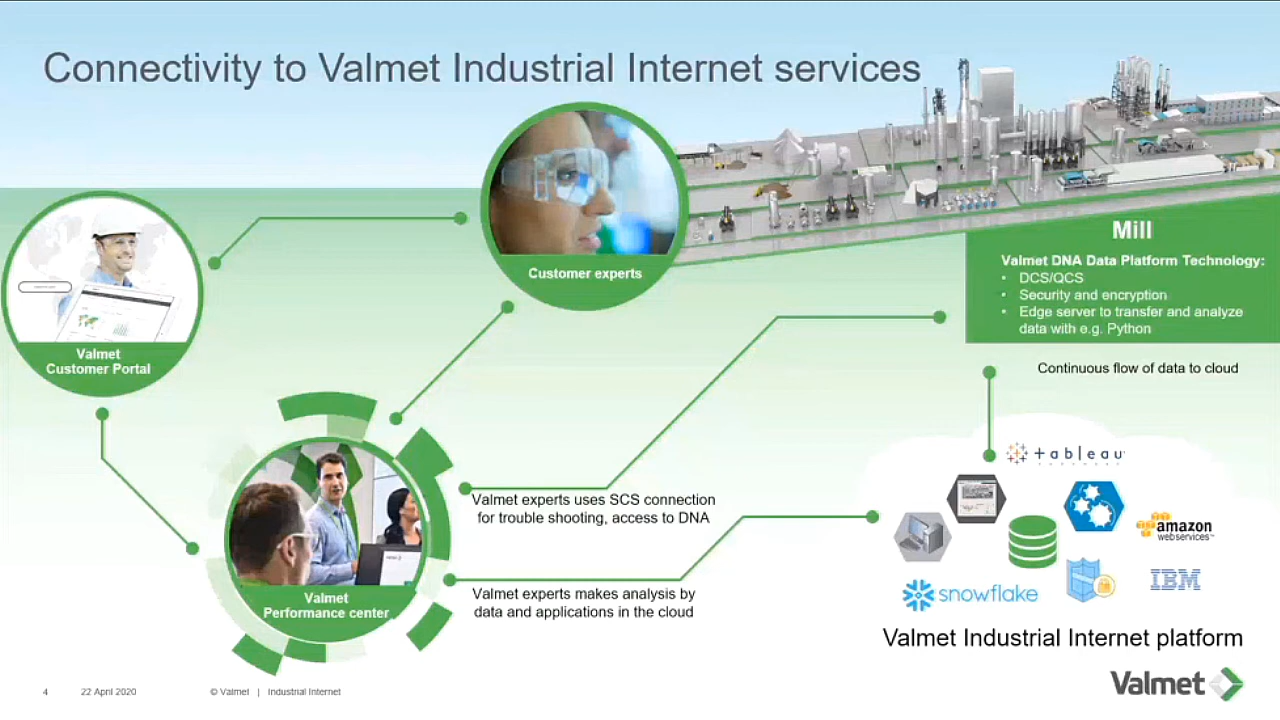 Connectivity to Valmet Industrial Internet services
Customer experts
Mill
Valmet DNA Data Platform Technology:
• DCS/QCS
• Security and encryption
• Edge server to transfer and analyze
data with e.g. Python
Valmet
Customer Portal
Continuous flow of data to cloud
tableau
Valmet experts uses SCS connection
for trouble shooting, access to DNA
amazon
webservices™
snowflake
IBM
Valmet experts makes analysis by
data and applications in the cloud
Valmet
Performance center
Valmet Industrial Internet platform
4 22 April 2020 © Valmet | Industrial Internet
Valmet